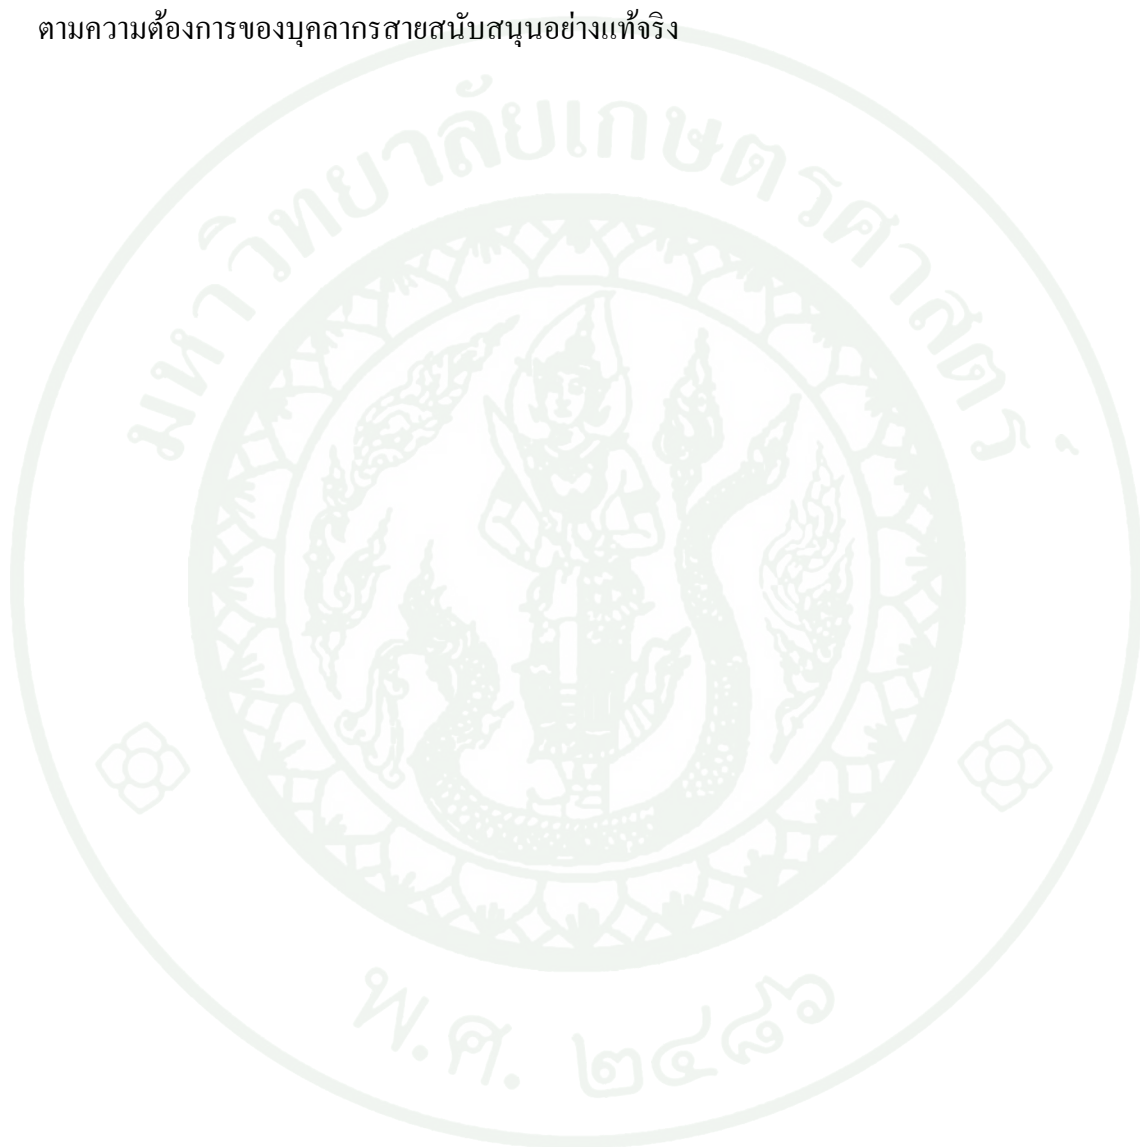 ตามความต้องการของบุคลากรสายสนับสนุนอย่างแท้จริง
มหาวิทยาลัยเกษตรศาสตร์
พ.ศ. ๒๔๘๖